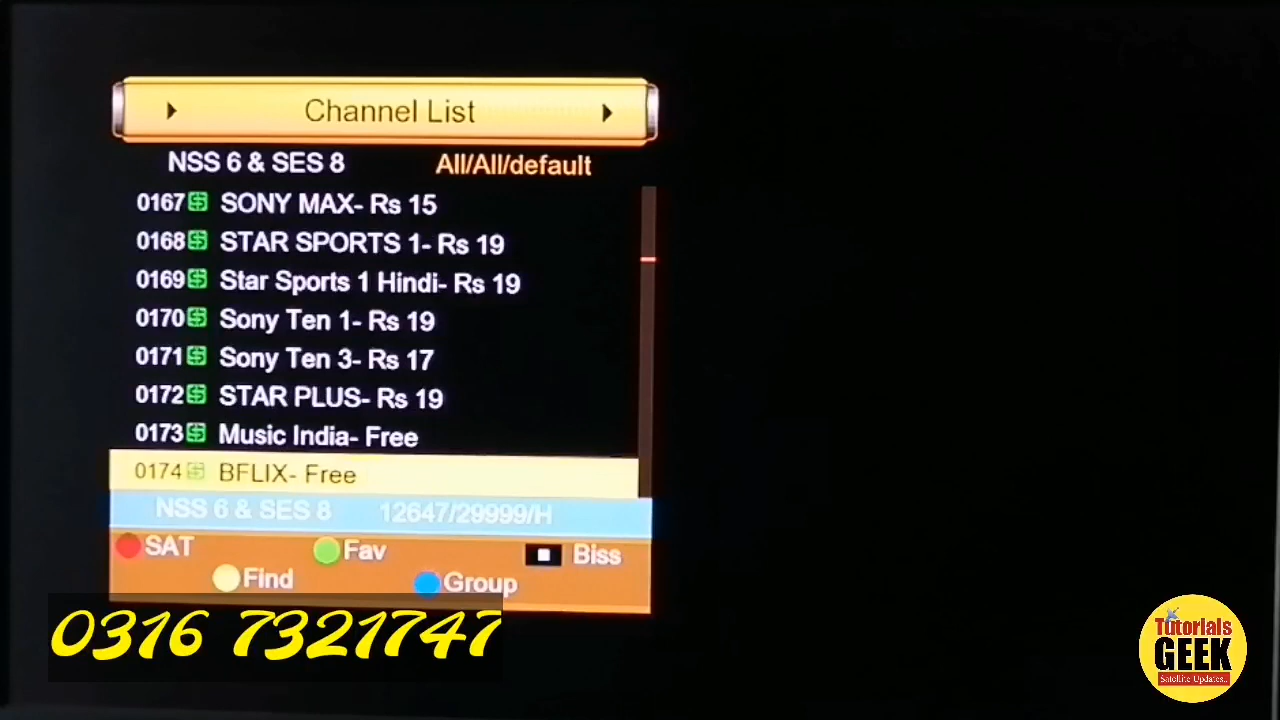 Channel List
NSS 6 & SES 8 All/All/default
0167 $ SONY MAX- Rs 15
0168 $ STAR SPORTS 1- Rs 19
0169 $ Star Sports 1 Hindi- Rs 19
0170 $ Sony Ten 1- Rs 19
0171 $ Sony Ten 3- Rs 17
0172 $ STAR PLUS- Rs 19
0173 $ Music India- Free
0174 $ BFLIX- Free
NSS 6 & SES 8 12647/29999/H
SAT Fav Biss
Find Group
0316 7321747
Tutorials
GEEK
Satellite Updates..